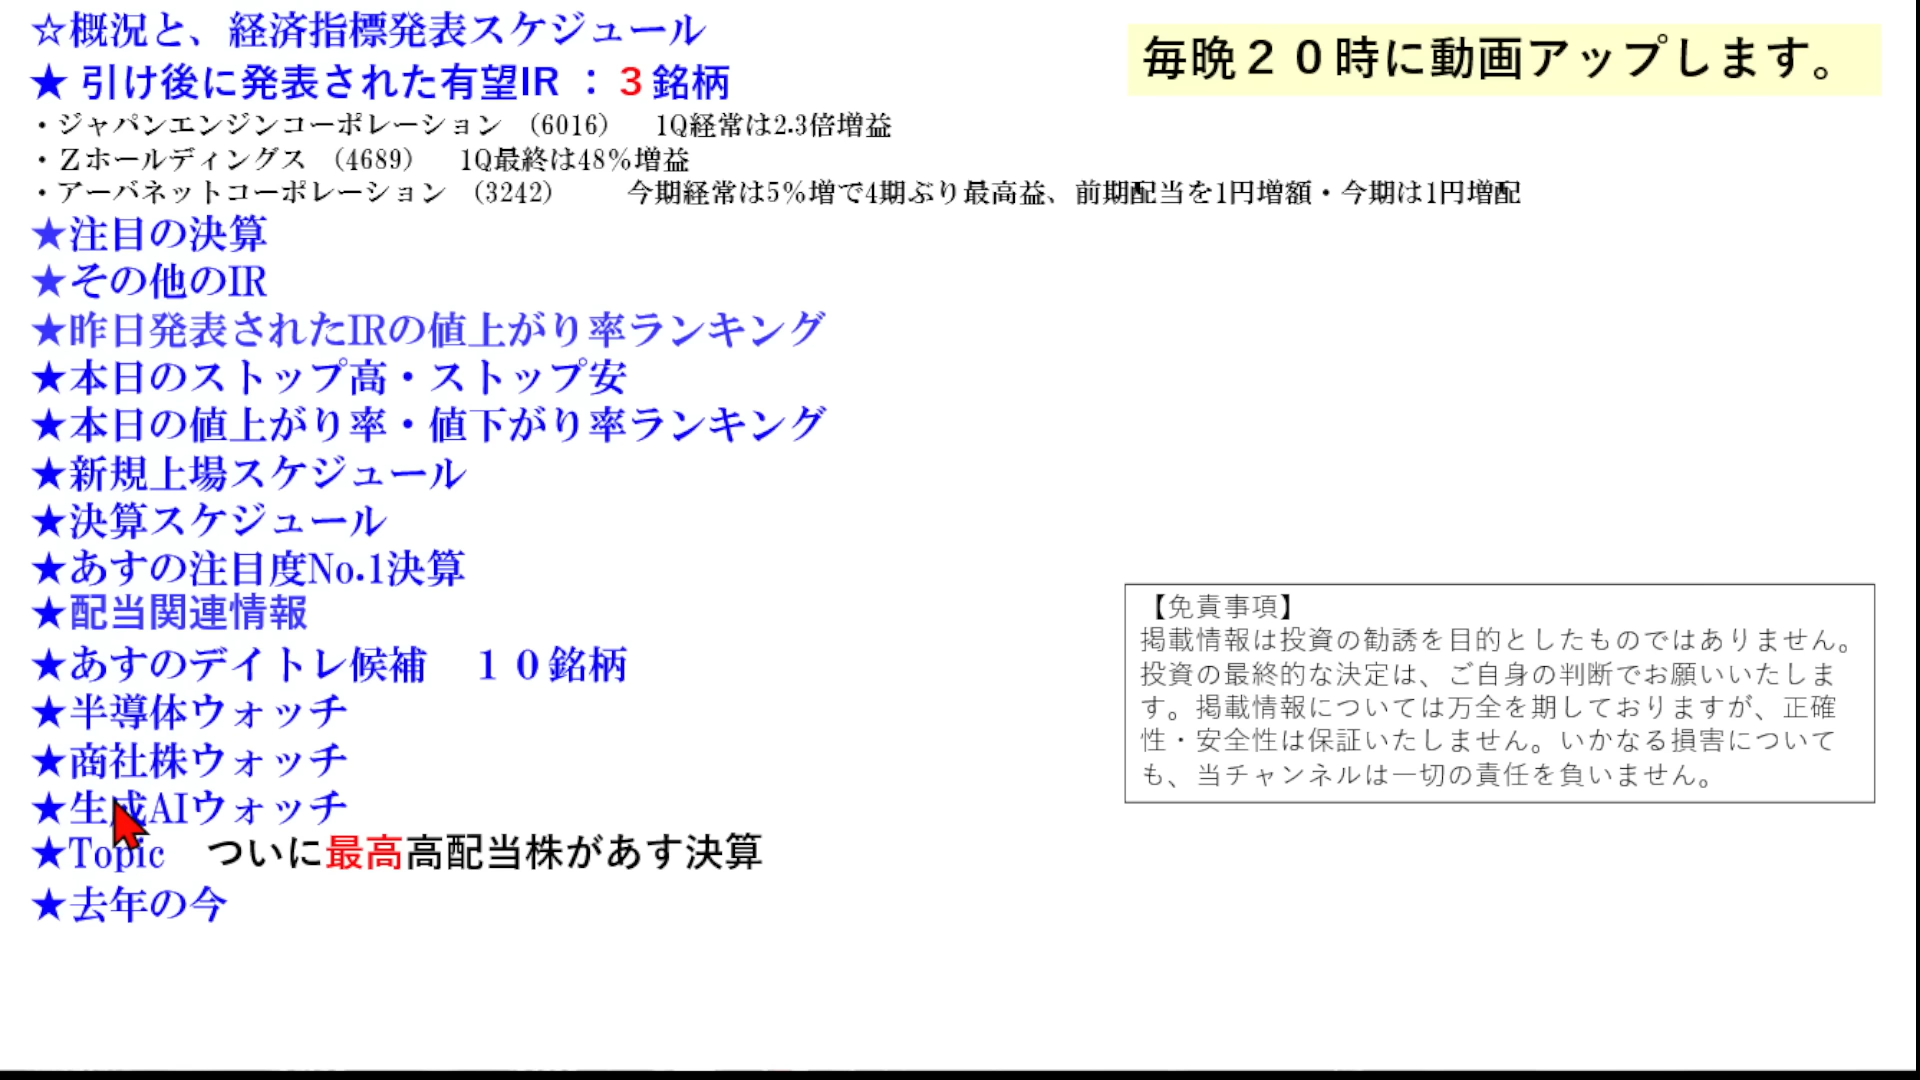 ☆概況と、経済指標発表スケジュール
毎晩２０時に動画アップします。
★ 引け後に発表された有望IR ：３銘柄
・ジャパンエンジンコーポレーション （6016） 1Q経常は2.3倍増益
・Ｚホールディングス （4689） 1Q最終は48％増益
・アーバネットコーポレーション （3242） 今期経常は5％増で4期ぶり最高益、前期配当を1円増額・今期は1円増配
★注目の決算
★その他のIR
★昨日発表されたIRの値上がり率ランキング
★本日のストップ高・ストップ安
★本日の値上がり率・値下がり率ランキング
★新規上場スケジュール
★決算スケジュール
★あすの注目度No.1決算
★配当関連情報
★あすのデイトレ候補 １０銘柄
★半導体ウォッチ
★商社株ウォッチ
★生成AIウォッチ
★Topic ついに最高高配当株があす決算
★去年の今
【免責事項】
掲載情報は投資の勧誘を目的としたものではありません。
投資の最終的な決定は、ご自身の判断でお願いいたしま
す。掲載情報については万全を期しておりますが、正確
性・安全性は保証いたしません。いかなる損害について
も、当チャンネルは一切の責任を負いません。